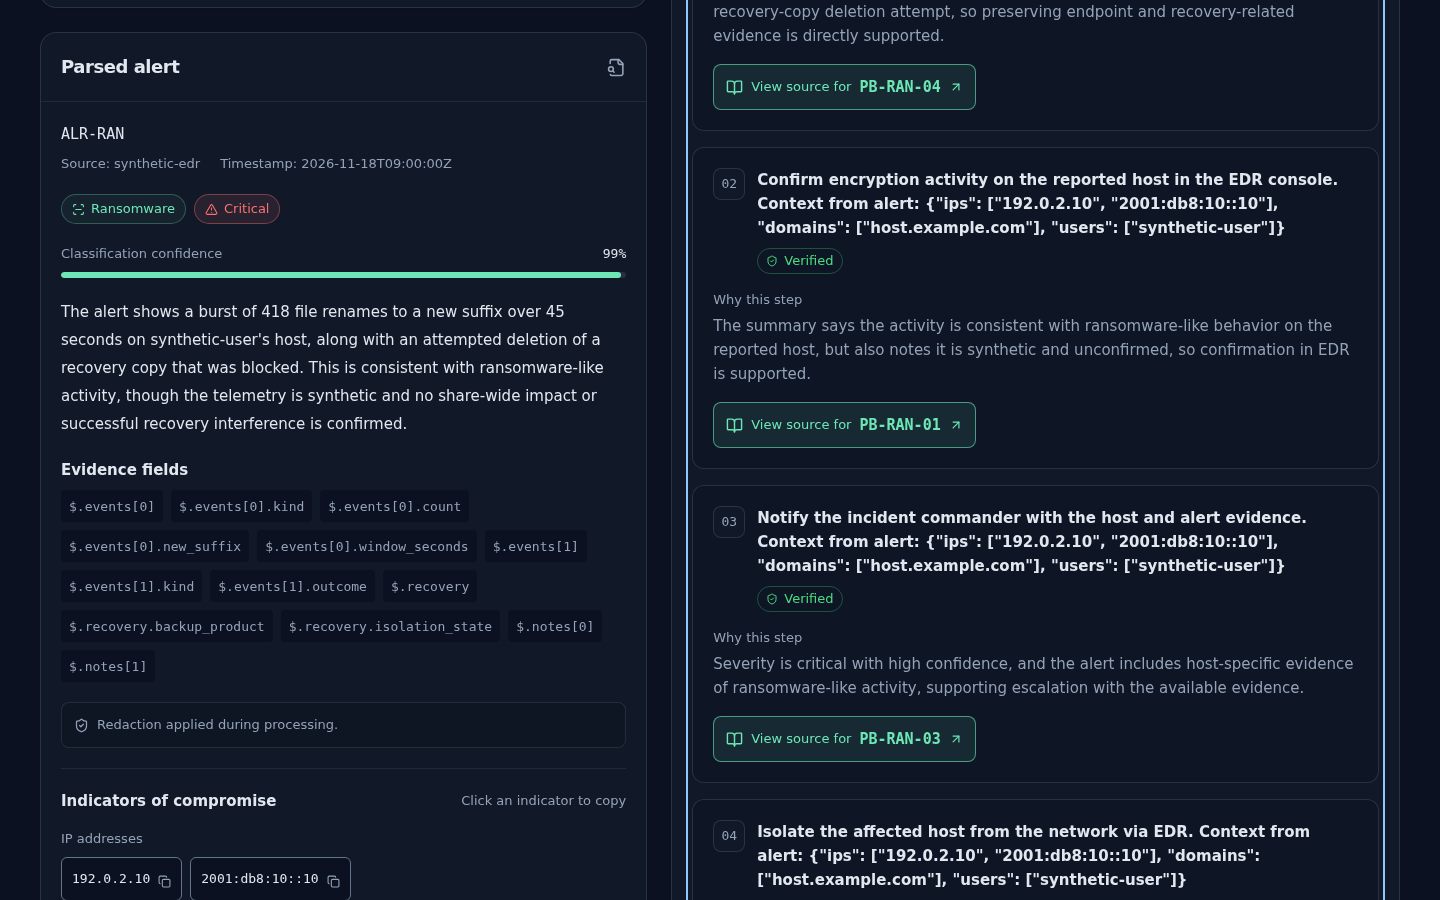 Parsed alert
ALR-RAN
Source: synthetic-edr Timestamp: 2026-11-18T09:00:00Z
Ransomware Critical
Classification confidence 99%
The alert shows a burst of 418 file renames to a new suffix over 45
seconds on synthetic-user's host, along with an attempted deletion of a
recovery copy that was blocked. This is consistent with ransomware-like
activity, though the telemetry is synthetic and no share-wide impact or
successful recovery interference is confirmed.
Evidence fields
$.events[0] $.events[0].kind $.events[0].count
$.events[0].new_suffix $.events[0].window_seconds $.events[1]
$.events[1].kind $.events[1].outcome $.recovery
$.recovery.backup_product $.recovery.isolation_state $.notes[0]
$.notes[1]
Redaction applied during processing.
Indicators of compromise Click an indicator to copy
IP addresses
192.0.2.10 2001:db8:10::10
recovery-copy deletion attempt, so preserving endpoint and recovery-related
evidence is directly supported.
View source for PB-RAN-04
02 Confirm encryption activity on the reported host in the EDR console.
Context from alert: {"ips": ["192.0.2.10", "2001:db8:10::10"],
"domains": ["host.example.com"], "users": ["synthetic-user"]}
Verified
Why this step
The summary says the activity is consistent with ransomware-like behavior on the
reported host, but also notes it is synthetic and unconfirmed, so confirmation in EDR
is supported.
View source for PB-RAN-01
03 Notify the incident commander with the host and alert evidence.
Context from alert: {"ips": ["192.0.2.10", "2001:db8:10::10"],
"domains": ["host.example.com"], "users": ["synthetic-user"]}
Verified
Why this step
Severity is critical with high confidence, and the alert includes host-specific evidence
of ransomware-like activity, supporting escalation with the available evidence.
View source for PB-RAN-03
04 Isolate the affected host from the network via EDR. Context from
alert: {"ips": ["192.0.2.10", "2001:db8:10::10"], "domains":
["host.example.com"], "users": ["synthetic-user"]}